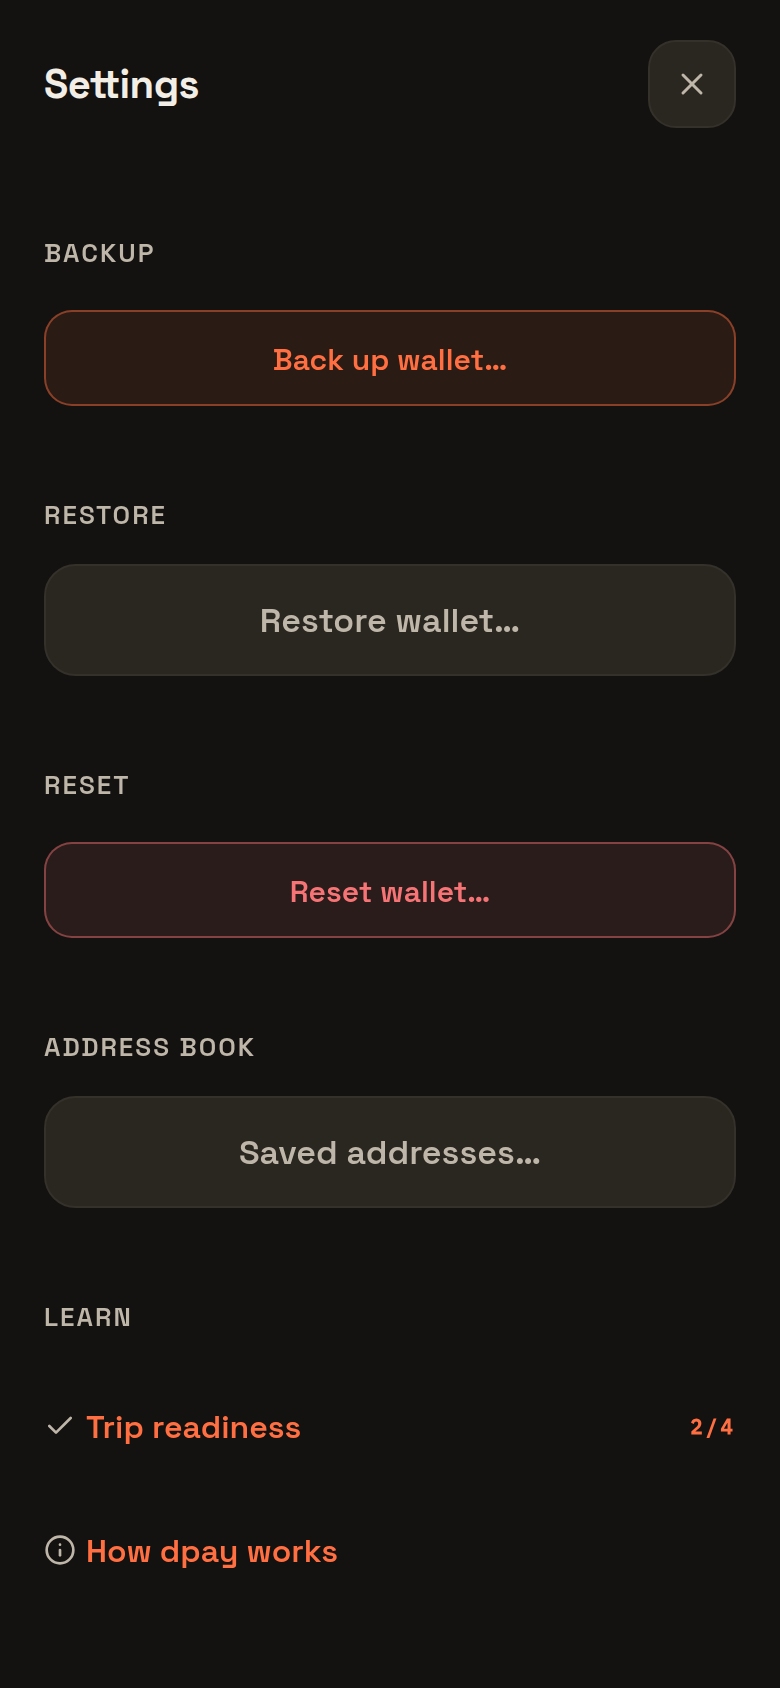 Settings
BACKUP
Back up wallet…
RESTORE
Restore wallet…
RESET
Reset wallet…
ADDRESS BOOK
Saved addresses…
LEARN
Trip readiness 2/4
How dpay works